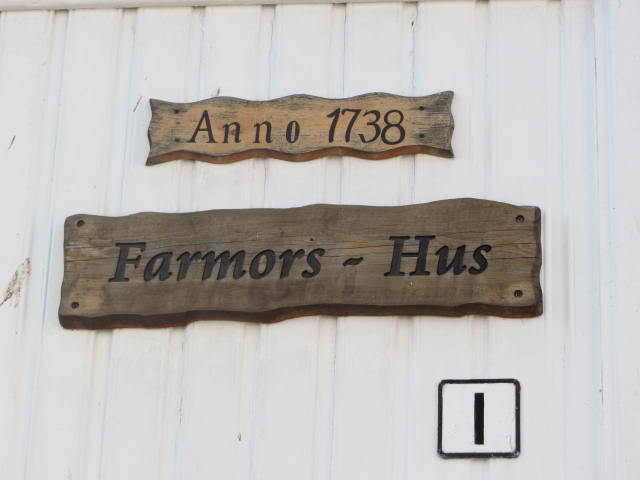 Anno 1738
Farmors - Hus
1